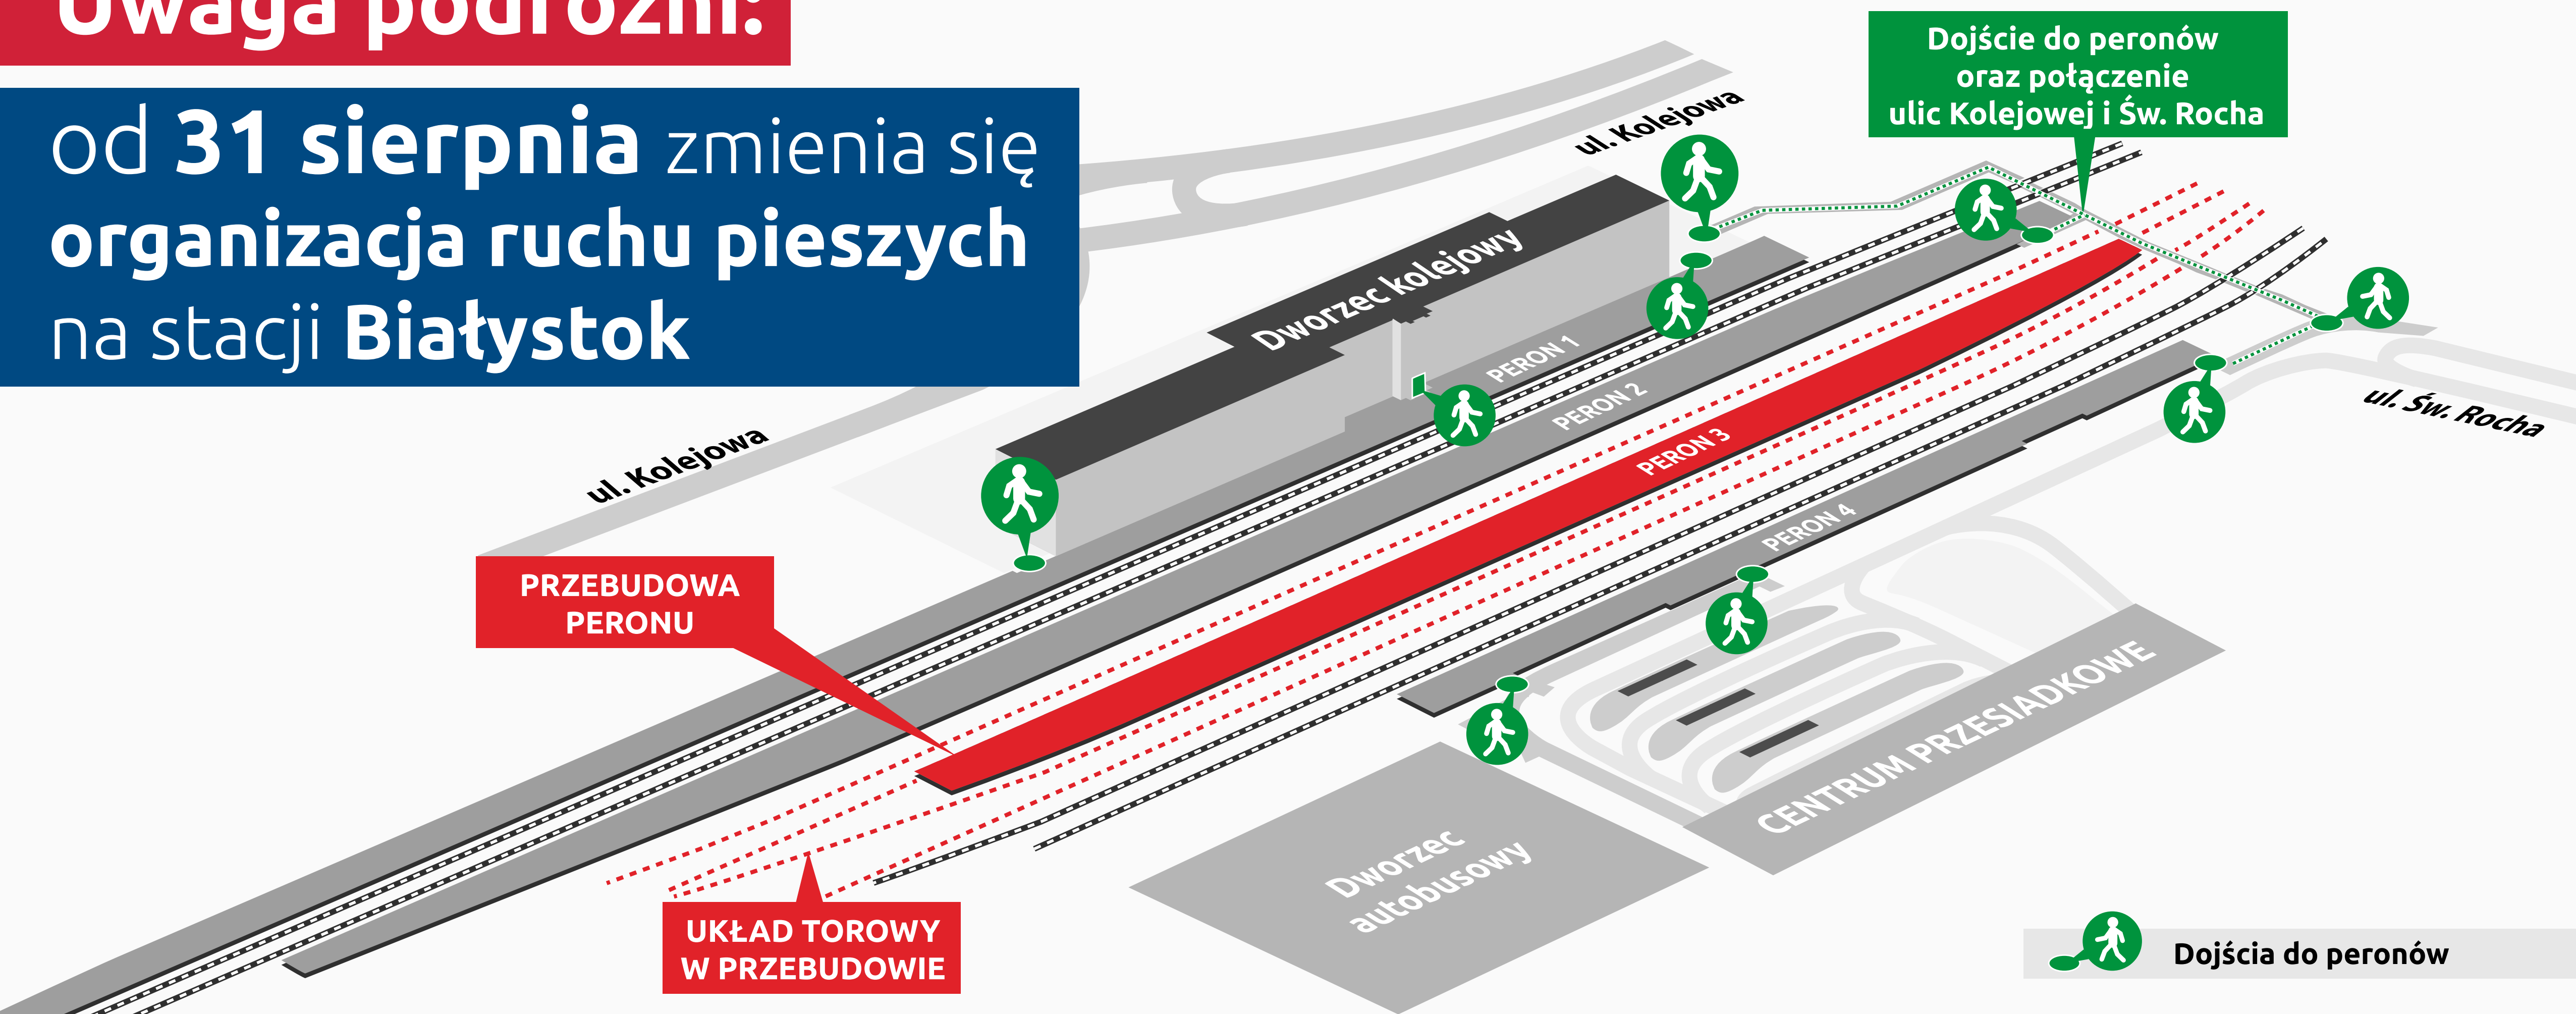 Uwaga podróżni:
od 31 sierpnia zmienia się
organizacja ruchu pieszych
na stacji Białystok
Dojście do peronów
oraz połączenie
ulic Kolejowej i Św. Rocha
ul. Kolejowa
Dworzec kolejowy
PERON 1
PERON 2
PERON 3
PERON 4
ul. Św. Rocha
ul. Kolejowa
PRZEBUDOWA
PERONU
CENTRUM PRZESIADKOWE
Dworzec
autobusowy
UKŁAD TOROWY
W PRZEBUDOWIE
Dojścia do peronów